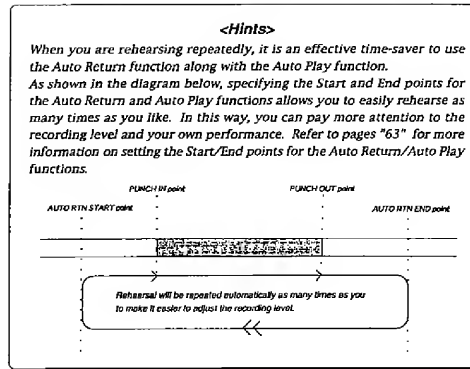 <Hints>
When you are rehearsing repeatedly, it is an effective time-saver to use
the Auto Return function along with the Auto Play function.
As shown in the diagram below, specifying the Start and End points for
the Auto Return and Auto Play functions allows you to easily rehearse as
many times as you like. In this way, you can pay more attention to the
recording level and your own performance. Refer to pages "63" for more
information on setting the Start/End points for the Auto Return/Auto Play
functions.
PUNCH IN point PUNCH OUT point
AUTO RTN START point AUTO RTN END point
Rehearsal will be repeated automatically as many times as you
to make it easier to adjust the recording level.